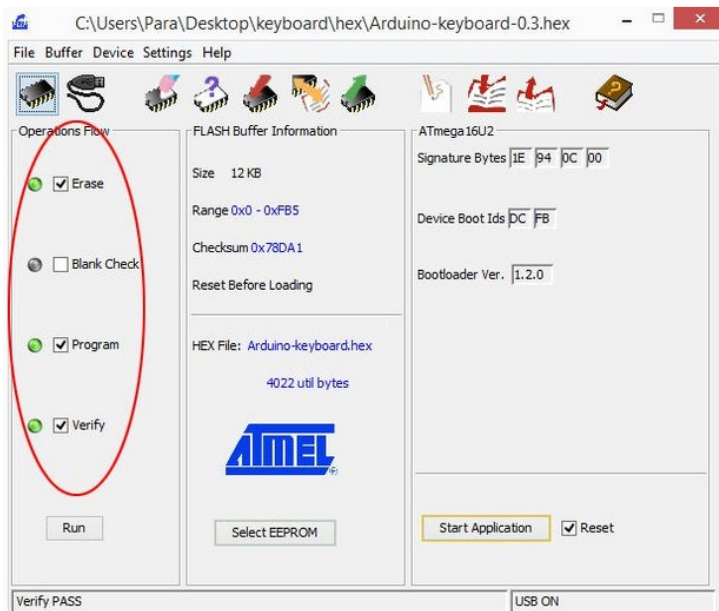 C:\Users\Para\Desktop\keyboard\hex\Arduino-keyboard-0.3.hex
File Buffer Device Settings Help
Operations Flow
Erase
Blank Check
Program
Verify
Run
FLASH Buffer Information
Size 12 KB
Range 0x0 - 0xFB5
Checksum 0x78DA1
Reset Before Loading
HEX File: Arduino-keyboard.hex
4022 util bytes
ATMEL
Select EEPROM
ATmega16U2
Signature Bytes 1E 94 0C 00
Device Boot Ids DC FB
Bootloader Ver. 1.2.0
Start Application Reset
Verify PASS
USB ON